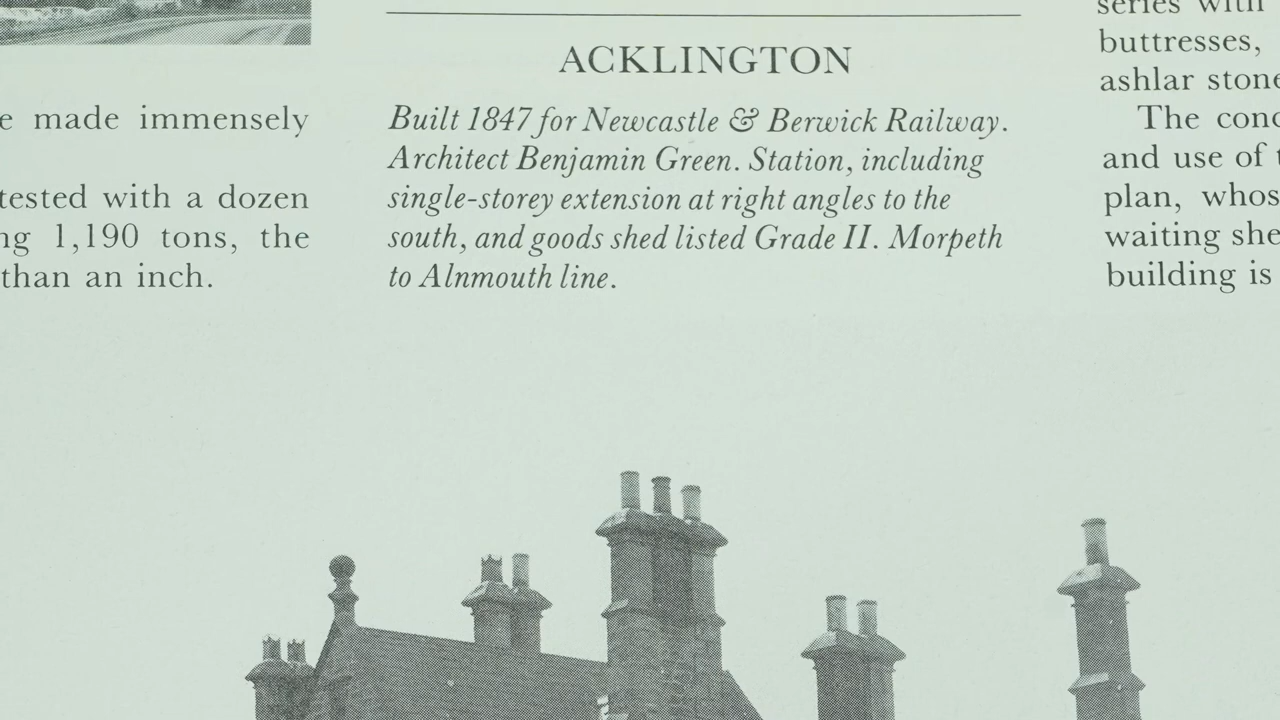 e made immensely
tested with a dozen
ng 1,190 tons, the
than an inch.
ACKLINGTON
Built 1847 for Newcastle & Berwick Railway.
Architect Benjamin Green. Station, including
single-storey extension at right angles to the
south, and goods shed listed Grade II. Morpeth
to Alnmouth line.
series with
buttresses,
ashlar stone
The conc
and use of t
plan, whos
waiting she
building is